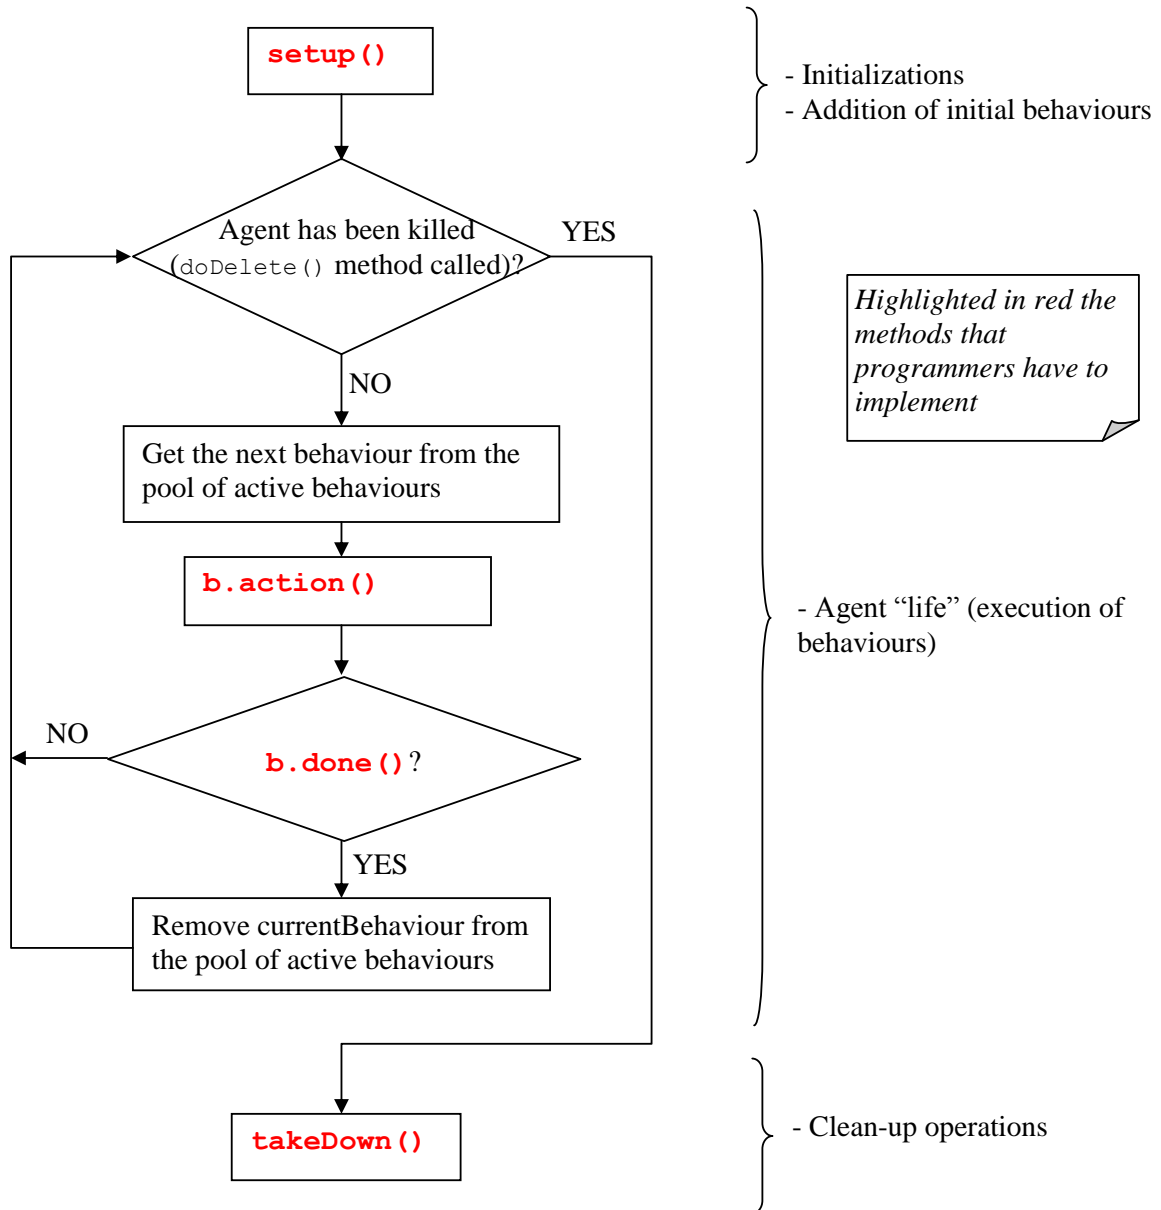 setup()
- Initializations
- Addition of initial behaviours
Agent has been killed
(doDelete() method called)?
YES
Highlighted in red the
methods that
programmers have to
implement
NO
Get the next behaviour from the
pool of active behaviours
b.action()
- Agent “life” (execution of
behaviours)
NO
b.done()?
YES
Remove currentBehaviour from
the pool of active behaviours
takeDown()
- Clean-up operations